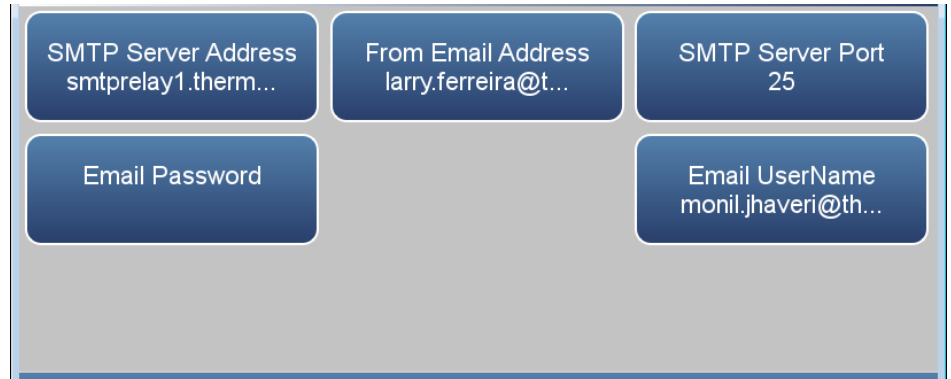 SMTP Server Address
smtprelay1.therm...
From Email Address
larry.ferreira@t...
SMTP Server Port
25
Email Password
Email UserName
monil.jhaveri@th...